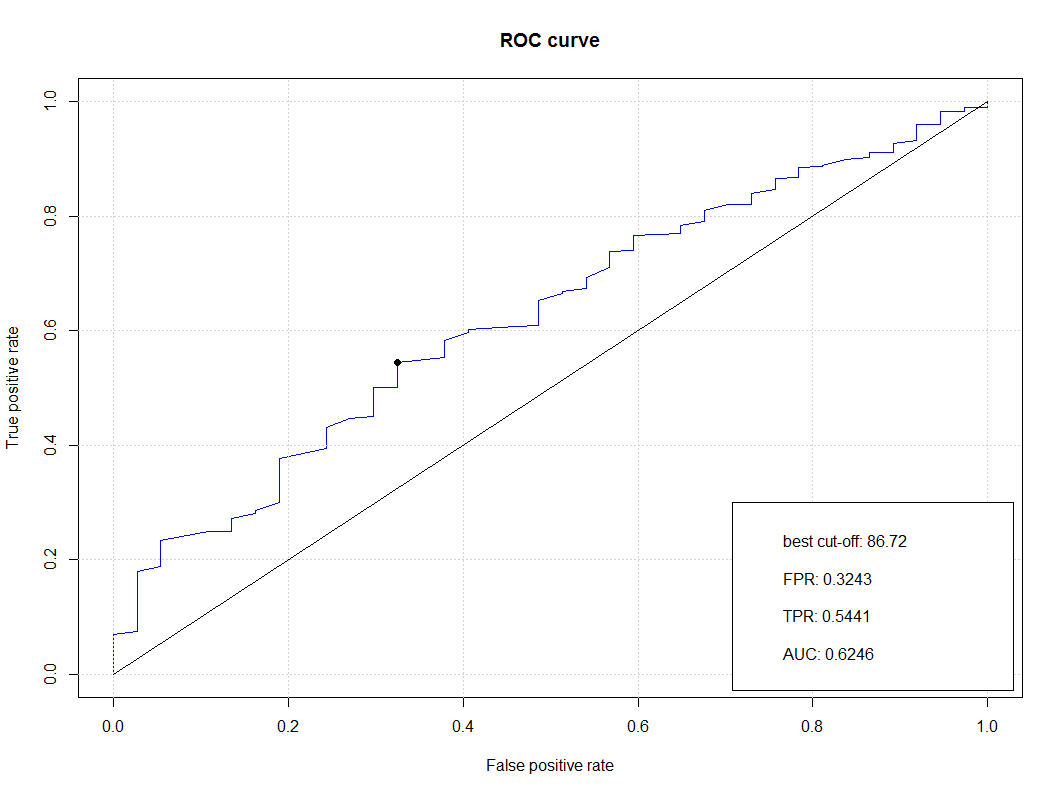 ROC curve
True positive rate
1.0
0.8
0.6
0.4
0.2
0.0
best cut-off: 86.72
FPR: 0.3243
TPR: 0.5441
AUC: 0.6246
0.0 0.2 0.4 0.6 0.8 1.0
False positive rate